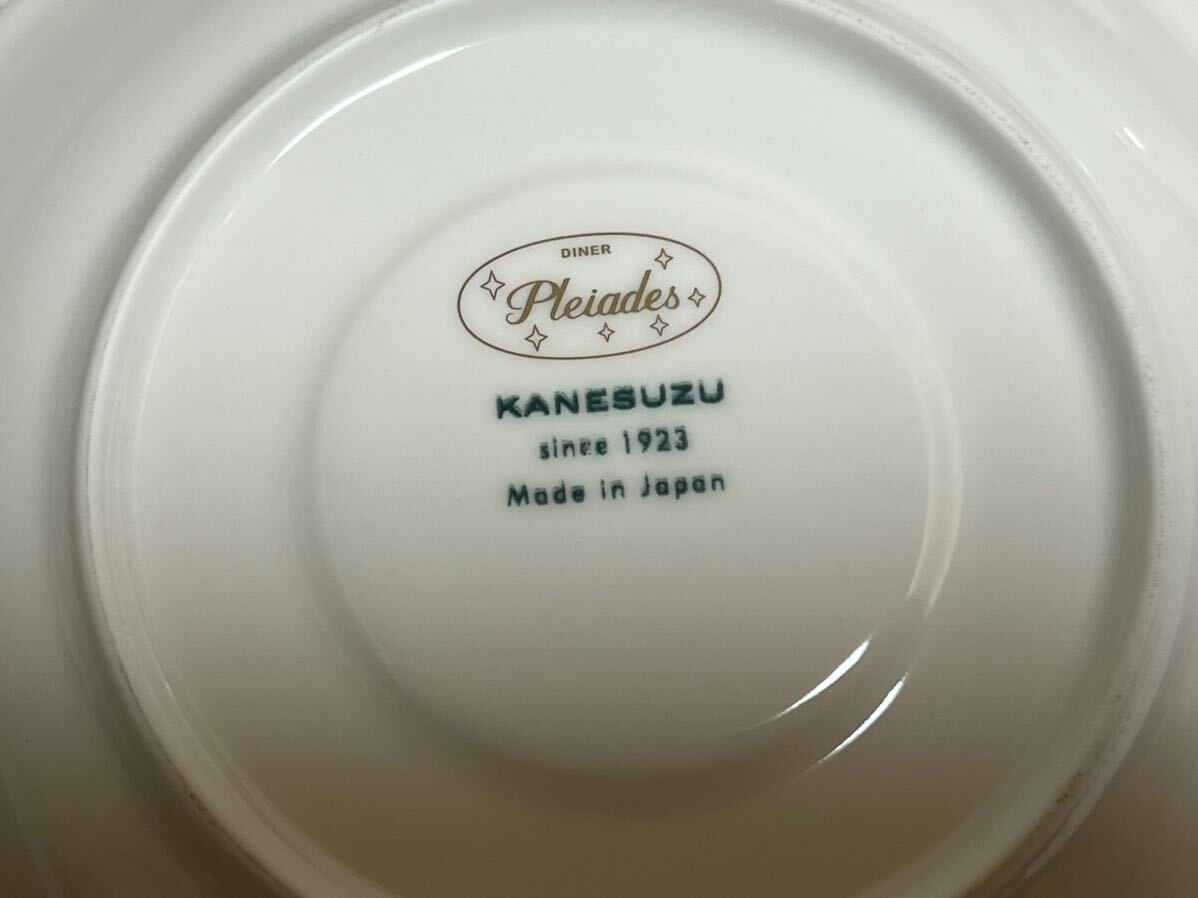 DINER
Pleiades
KANESUZU
since 1923
Made in Japan